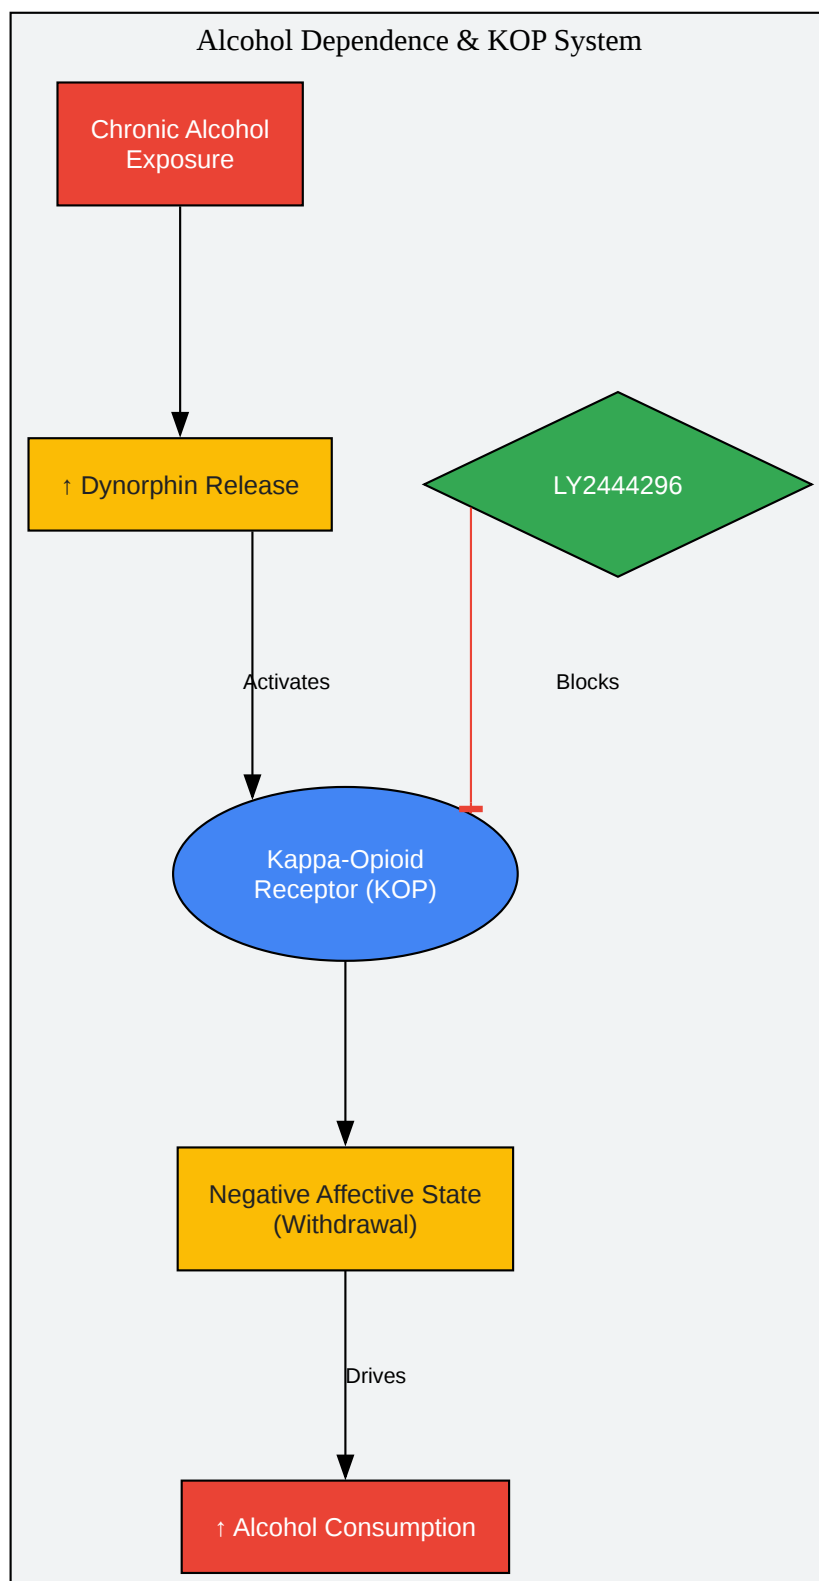 Alcohol Dependence & KOP System
Chronic Alcohol
Exposure
↑ Dynorphin Release
LY2444296
Activates
Blocks
Kappa-Opioid
Receptor (KOP)
Negative Affective State
(Withdrawal)
Drives
↑ Alcohol Consumption